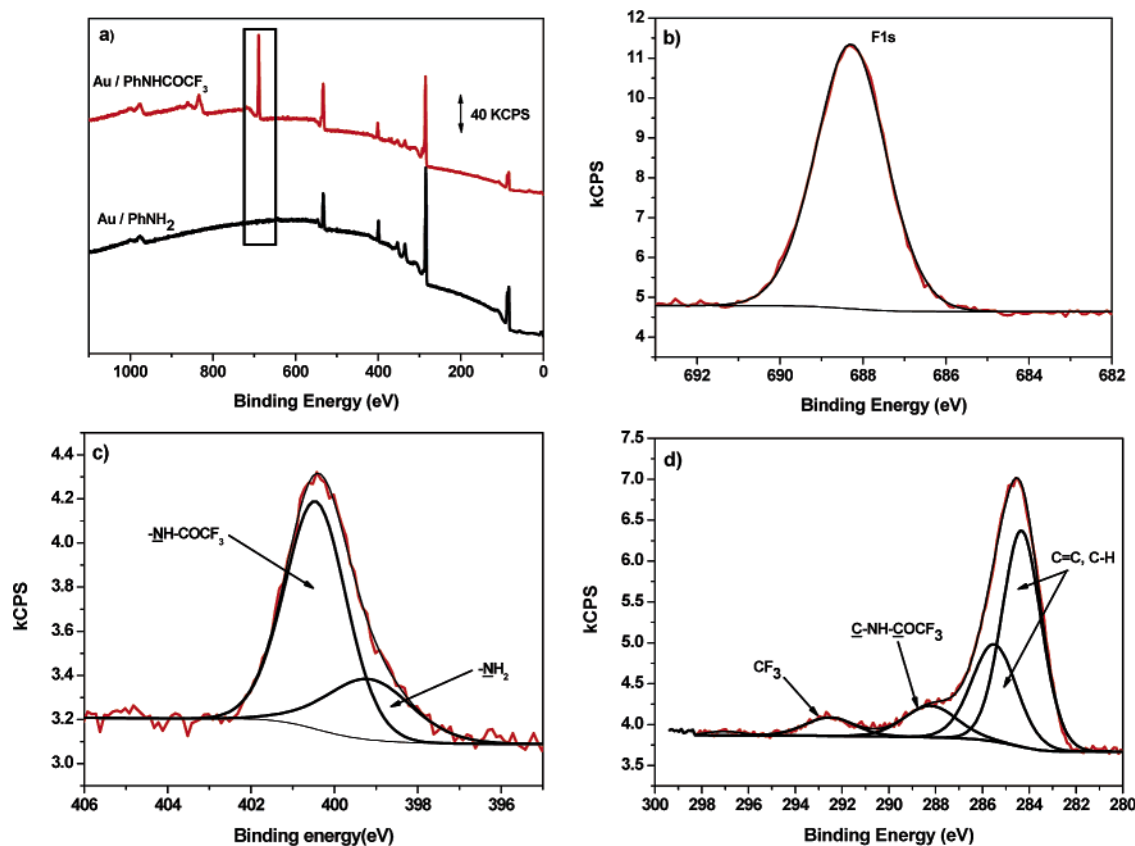 a)
Au / PhNHCOCF3
40 KCPS
Au / PhNH2
1000 800 600 400 200 0
Binding Energy (eV)
b)
F1s
12
11
10
9
8
7
6
5
4
kCPS
692 690 688 686 684 682
Binding Energy (eV)
c)
4.4
4.2
4.0
3.8
3.6
3.4
3.2
3.0
kCPS
-NH-COCF3
-NH2
406 404 402 400 398 396
Binding energy(eV)
d)
7.5
7.0
6.5
6.0
5.5
5.0
4.5
4.0
3.5
kCPS
C=C, C-H
C-NH-COCF3
CF3
300 298 296 294 292 290 288 286 284 282 280
Binding Energy (eV)